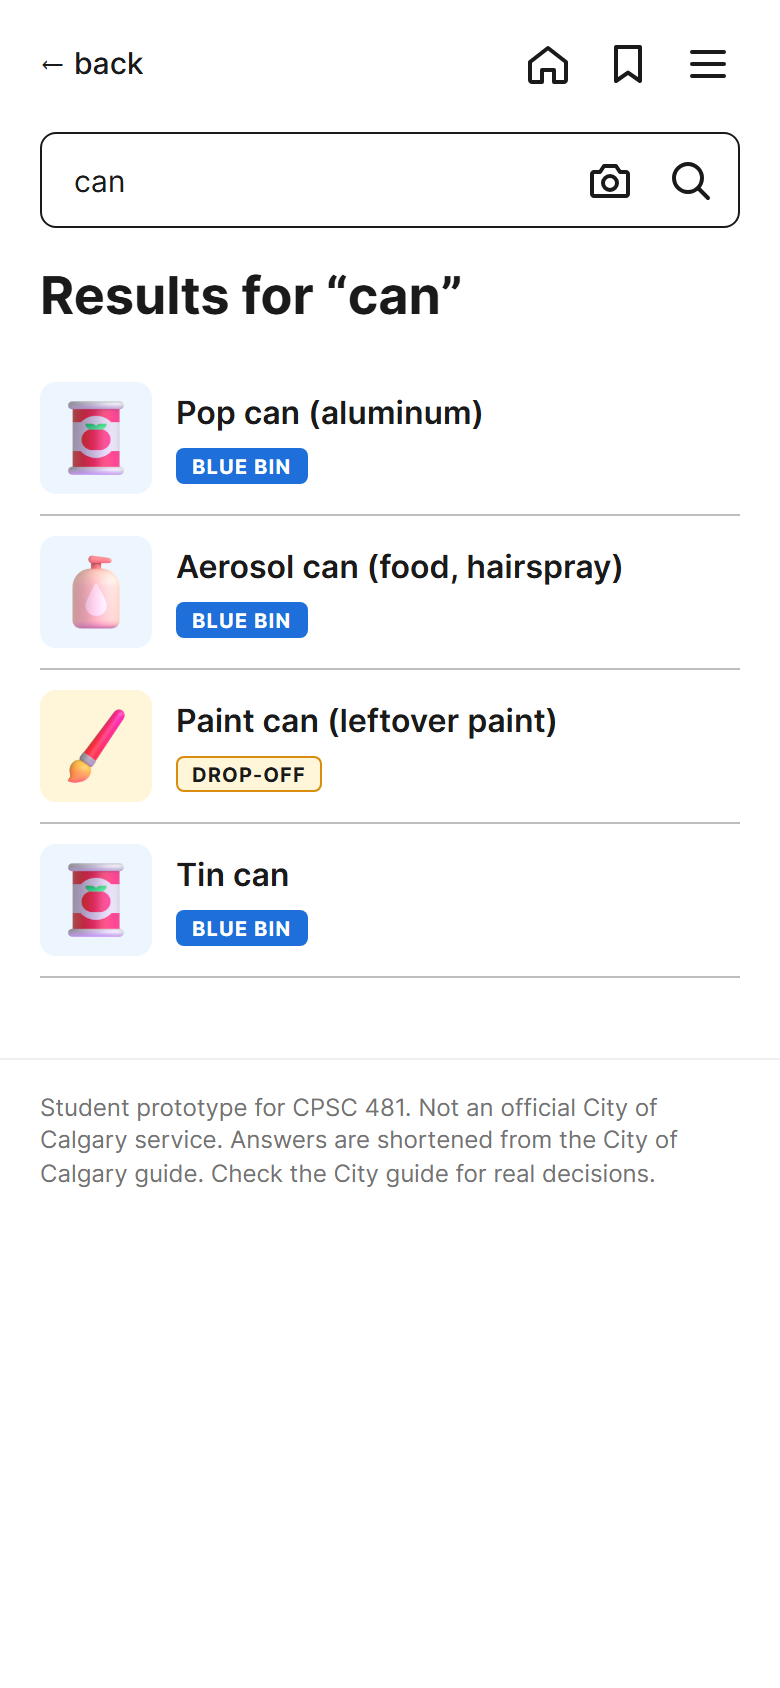 ← back
can
Results for “can”
Pop can (aluminum)
BLUE BIN
Aerosol can (food, hairspray)
BLUE BIN
Paint can (leftover paint)
DROP-OFF
Tin can
BLUE BIN
Student prototype for CPSC 481. Not an official City of
Calgary service. Answers are shortened from the City of
Calgary guide. Check the City guide for real decisions.